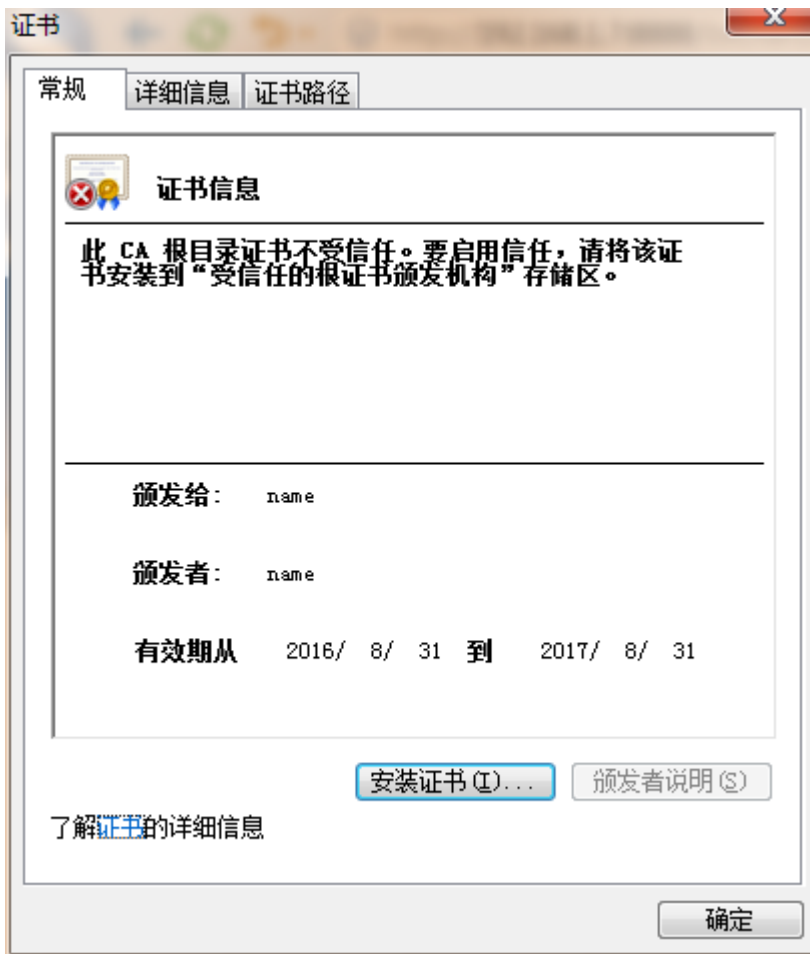 证书
常规 详细信息 证书路径
证书信息
此 CA 根目录证书不受信任。要启用信任，请将该证
书安装到“受信任的根证书颁发机构”存储区。
颁发给: name
颁发者: name
有效期从 2016/ 8/ 31 到 2017/ 8/ 31
安装证书(I)... 颁发者说明(S)
了解证书的详细信息
确定